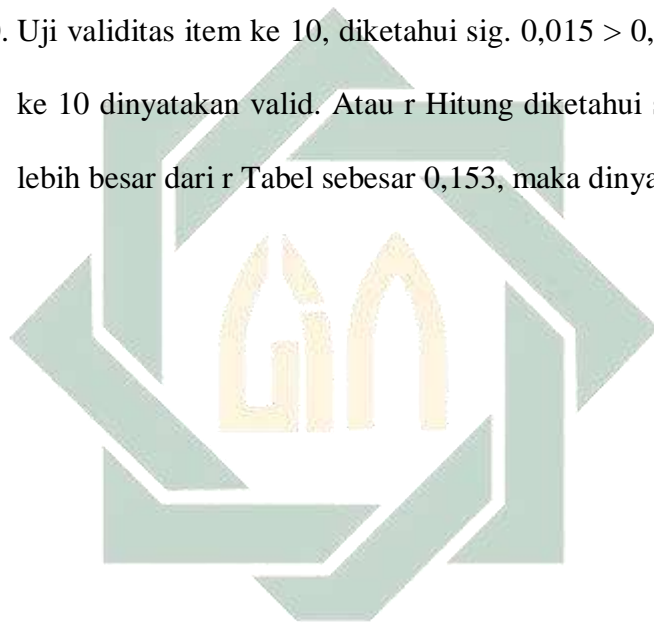 . Uji validitas item ke 10, diketahui sig. 0,015 > 0,
ke 10 dinyatakan valid. Atau r Hitung diketahui
lebih besar dari r Tabel sebesar 0,153, maka